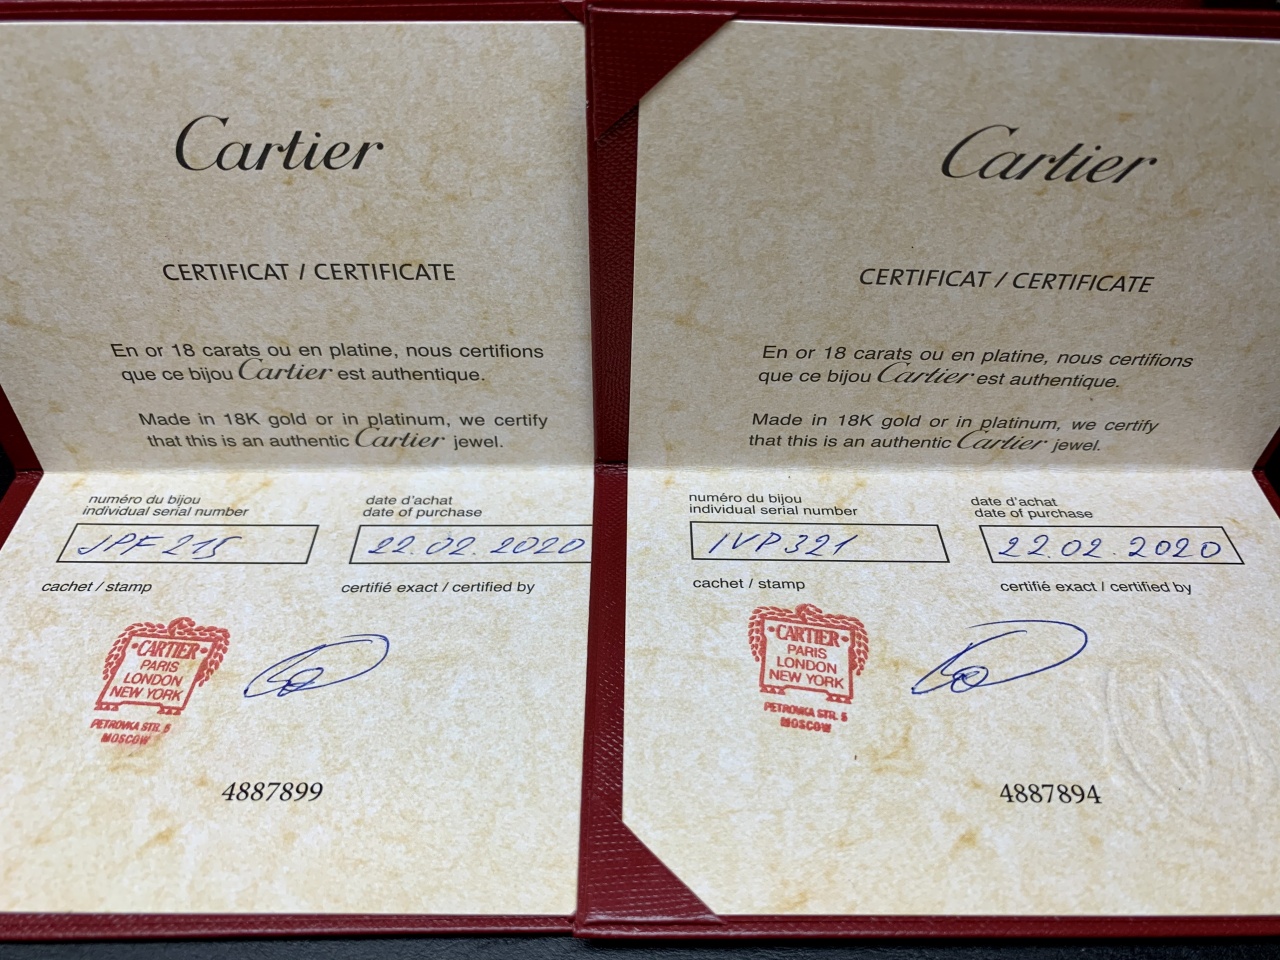 Cartier
CERTIFICAT / CERTIFICATE
En or 18 carats ou en platine, nous certifions
que ce bijou Cartier est authentique.
Made in 18K gold or in platinum, we certify
that this is an authentic Cartier jewel.
numéro du bijou
individual serial number
date d'achat
date of purchase
JPF 215
22.02.2020
cachet / stamp
certifié exact / certified by
CARTIER
PARIS
LONDON
NEW YORK
PETROVKA STR. 5
MOSCOW
4887899
Cartier
CERTIFICAT / CERTIFICATE
En or 18 carats ou en platine, nous certifions
que ce bijou Cartier est authentique.
Made in 18K gold or in platinum, we certify
that this is an authentic Cartier jewel.
numéro du bijou
individual serial number
date d'achat
date of purchase
IVP321
22.02.2020
cachet / stamp
certifié exact / certified by
CARTIER
PARIS
LONDON
NEW YORK
PETROVKA STR. 5
MOSCOW
4887894